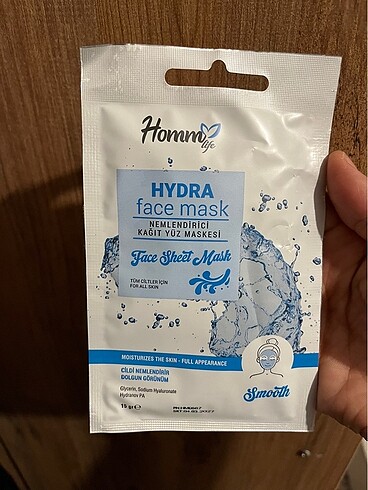 Hommy
life
HYDRA
face mask
NEMLENDİRİCİ
KAĞIT YÜZ MASKESİ
Face Sheet Mask
TÜM CİLTLER İÇİN
FOR ALL SKIN
MOISTURIZES THE SKIN - FULL APPEARANCE
CİLDİ NEMLENDİRİR
DOLGUN GÖRÜNÜM
Glycerin, Sodium Hyaluronate
Hydranov PA
15 gr ℮
Smooth